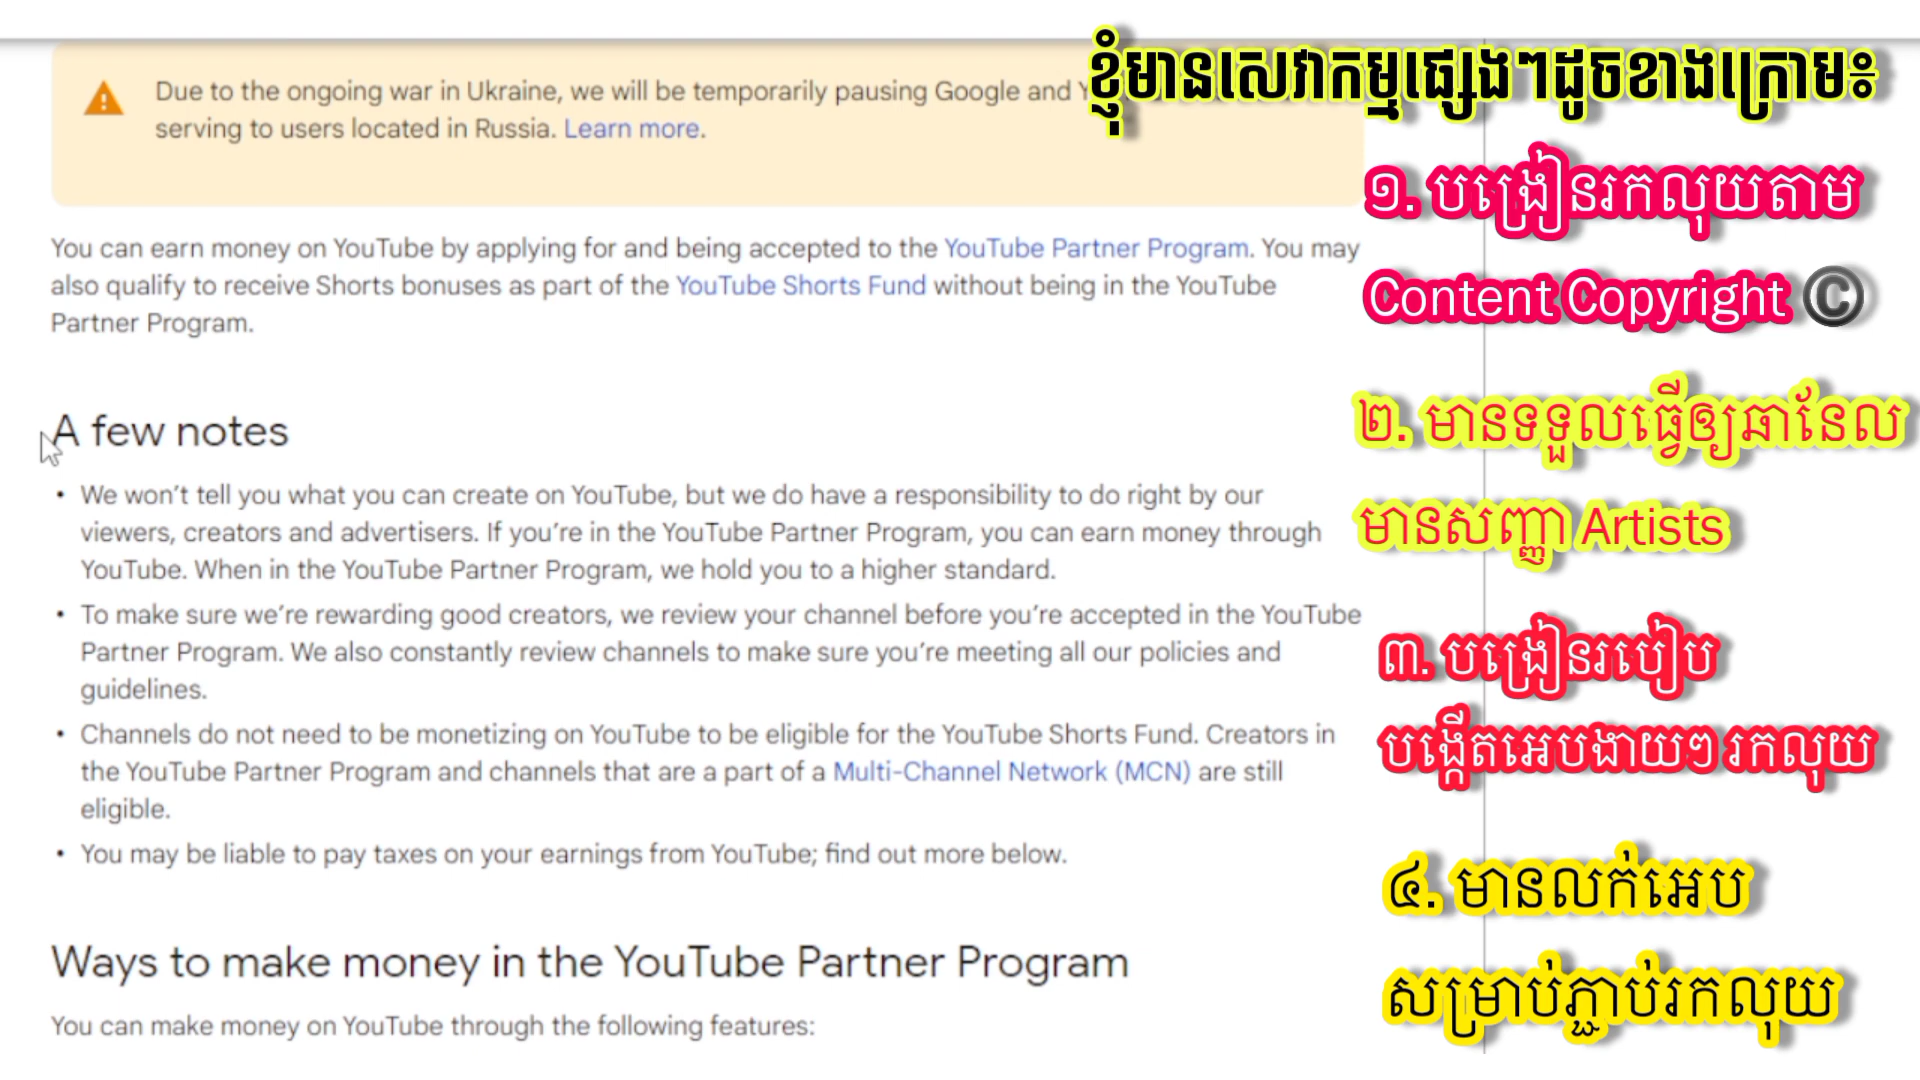 Due to the ongoing war in Ukraine, we will be temporarily pausing Google and
serving to users located in Russia. Learn more.
You can earn money on YouTube by applying for and being accepted to the YouTube Partner Program. You may
also qualify to receive Shorts bonuses as part of the YouTube Shorts Fund without being in the YouTube
Partner Program.
A few notes
• We won’t tell you what you can create on YouTube, but we do have a responsibility to do right by our
viewers, creators and advertisers. If you’re in the YouTube Partner Program, you can earn money through
YouTube. When in the YouTube Partner Program, we hold you to a higher standard.
• To make sure we’re rewarding good creators, we review your channel before you’re accepted in the YouTube
Partner Program. We also constantly review channels to make sure you’re meeting all our policies and
guidelines.
• Channels do not need to be monetizing on YouTube to be eligible for the YouTube Shorts Fund. Creators in
the YouTube Partner Program and channels that are a part of a Multi-Channel Network (MCN) are still
eligible.
• You may be liable to pay taxes on your earnings from YouTube; find out more below.
Ways to make money in the YouTube Partner Program
You can make money on YouTube through the following features:
ខ្ញុំមានសេវាកម្មផ្សេងៗដូចខាងក្រោម៖
១. បង្រៀនរកលុយតាម
Content Copyright ©
២. មានទទួលធ្វើឲ្យឆានែល
មានសញ្ញា Artists
៣. បង្រៀនរបៀប
បង្កើតអេបងាយៗ រកលុយ
៤. មានលក់អេប
សម្រាប់ភ្ជាប់រកលុយ